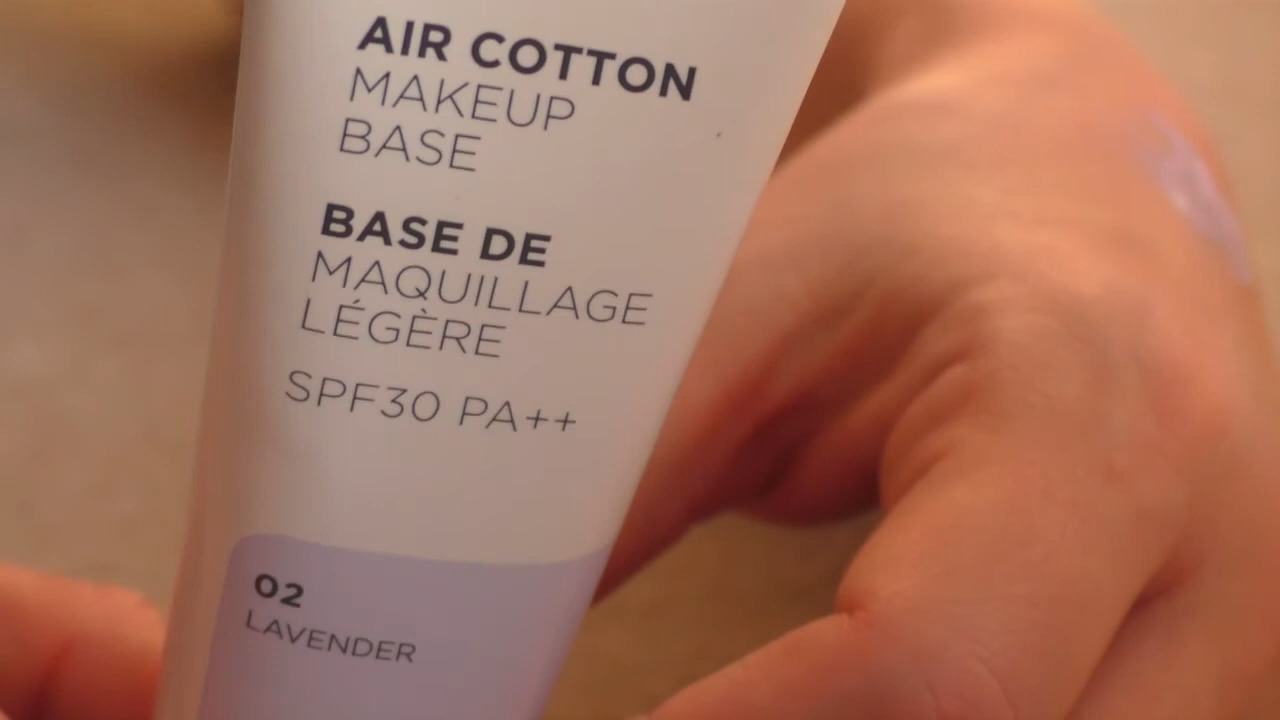 AIR COTTON
MAKEUP
BASE
BASE DE
MAQUILLAGE
LÉGÈRE
SPF30 PA++
02
LAVENDER